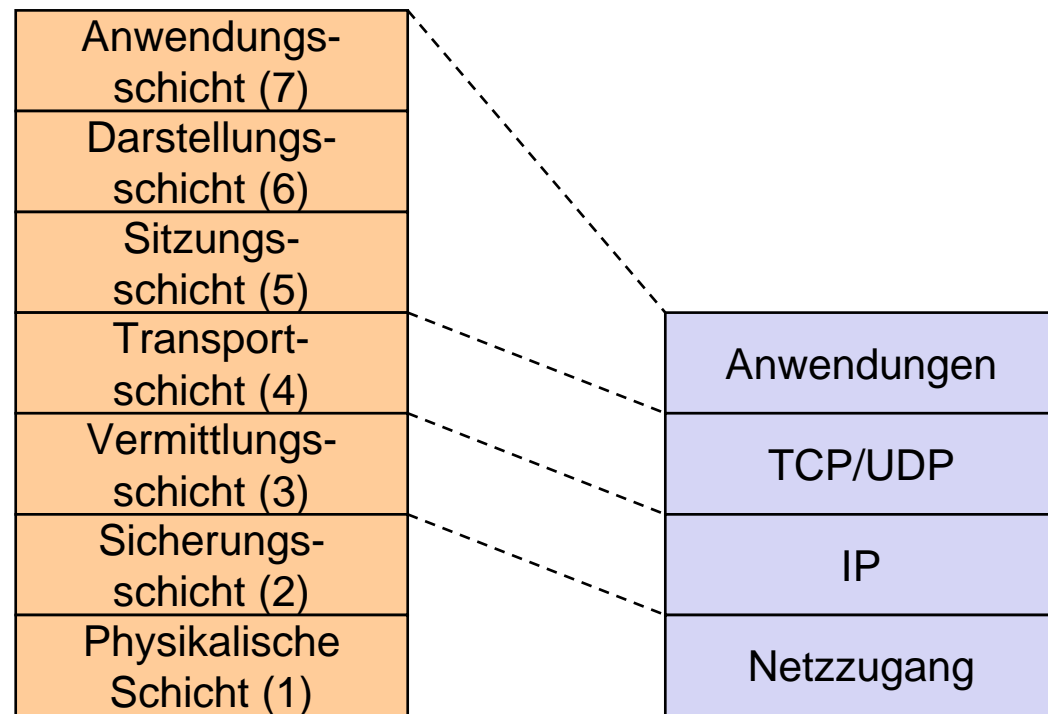 Anwendungs-
schicht (7)
Darstellungs-
schicht (6)
Sitzungs-
schicht (5)
Transport-
schicht (4)
Vermittlungs-
schicht (3)
Sicherungs-
schicht (2)
Physikalische
Schicht (1)
Anwendungen
TCP/UDP
IP
Netzzugang